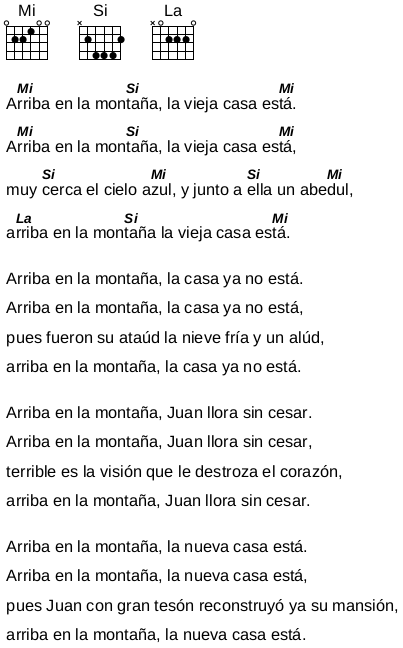 Mi Si La
Mi Si Mi
Arriba en la montaña, la vieja casa está.
Mi Si Mi
Arriba en la montaña, la vieja casa está,
Si Mi Si Mi
muy cerca el cielo azul, y junto a ella un abedul,
La Si Mi
arriba en la montaña la vieja casa está.
Arriba en la montaña, la casa ya no está.
Arriba en la montaña, la casa ya no está,
pues fueron su ataúd la nieve fría y un alúd,
arriba en la montaña, la casa ya no está.
Arriba en la montaña, Juan llora sin cesar.
Arriba en la montaña, Juan llora sin cesar,
terrible es la visión que le destroza el corazón,
arriba en la montaña, Juan llora sin cesar.
Arriba en la montaña, la nueva casa está.
Arriba en la montaña, la nueva casa está,
pues Juan con gran tesón reconstruyó ya su mansión,
arriba en la montaña, la nueva casa está.